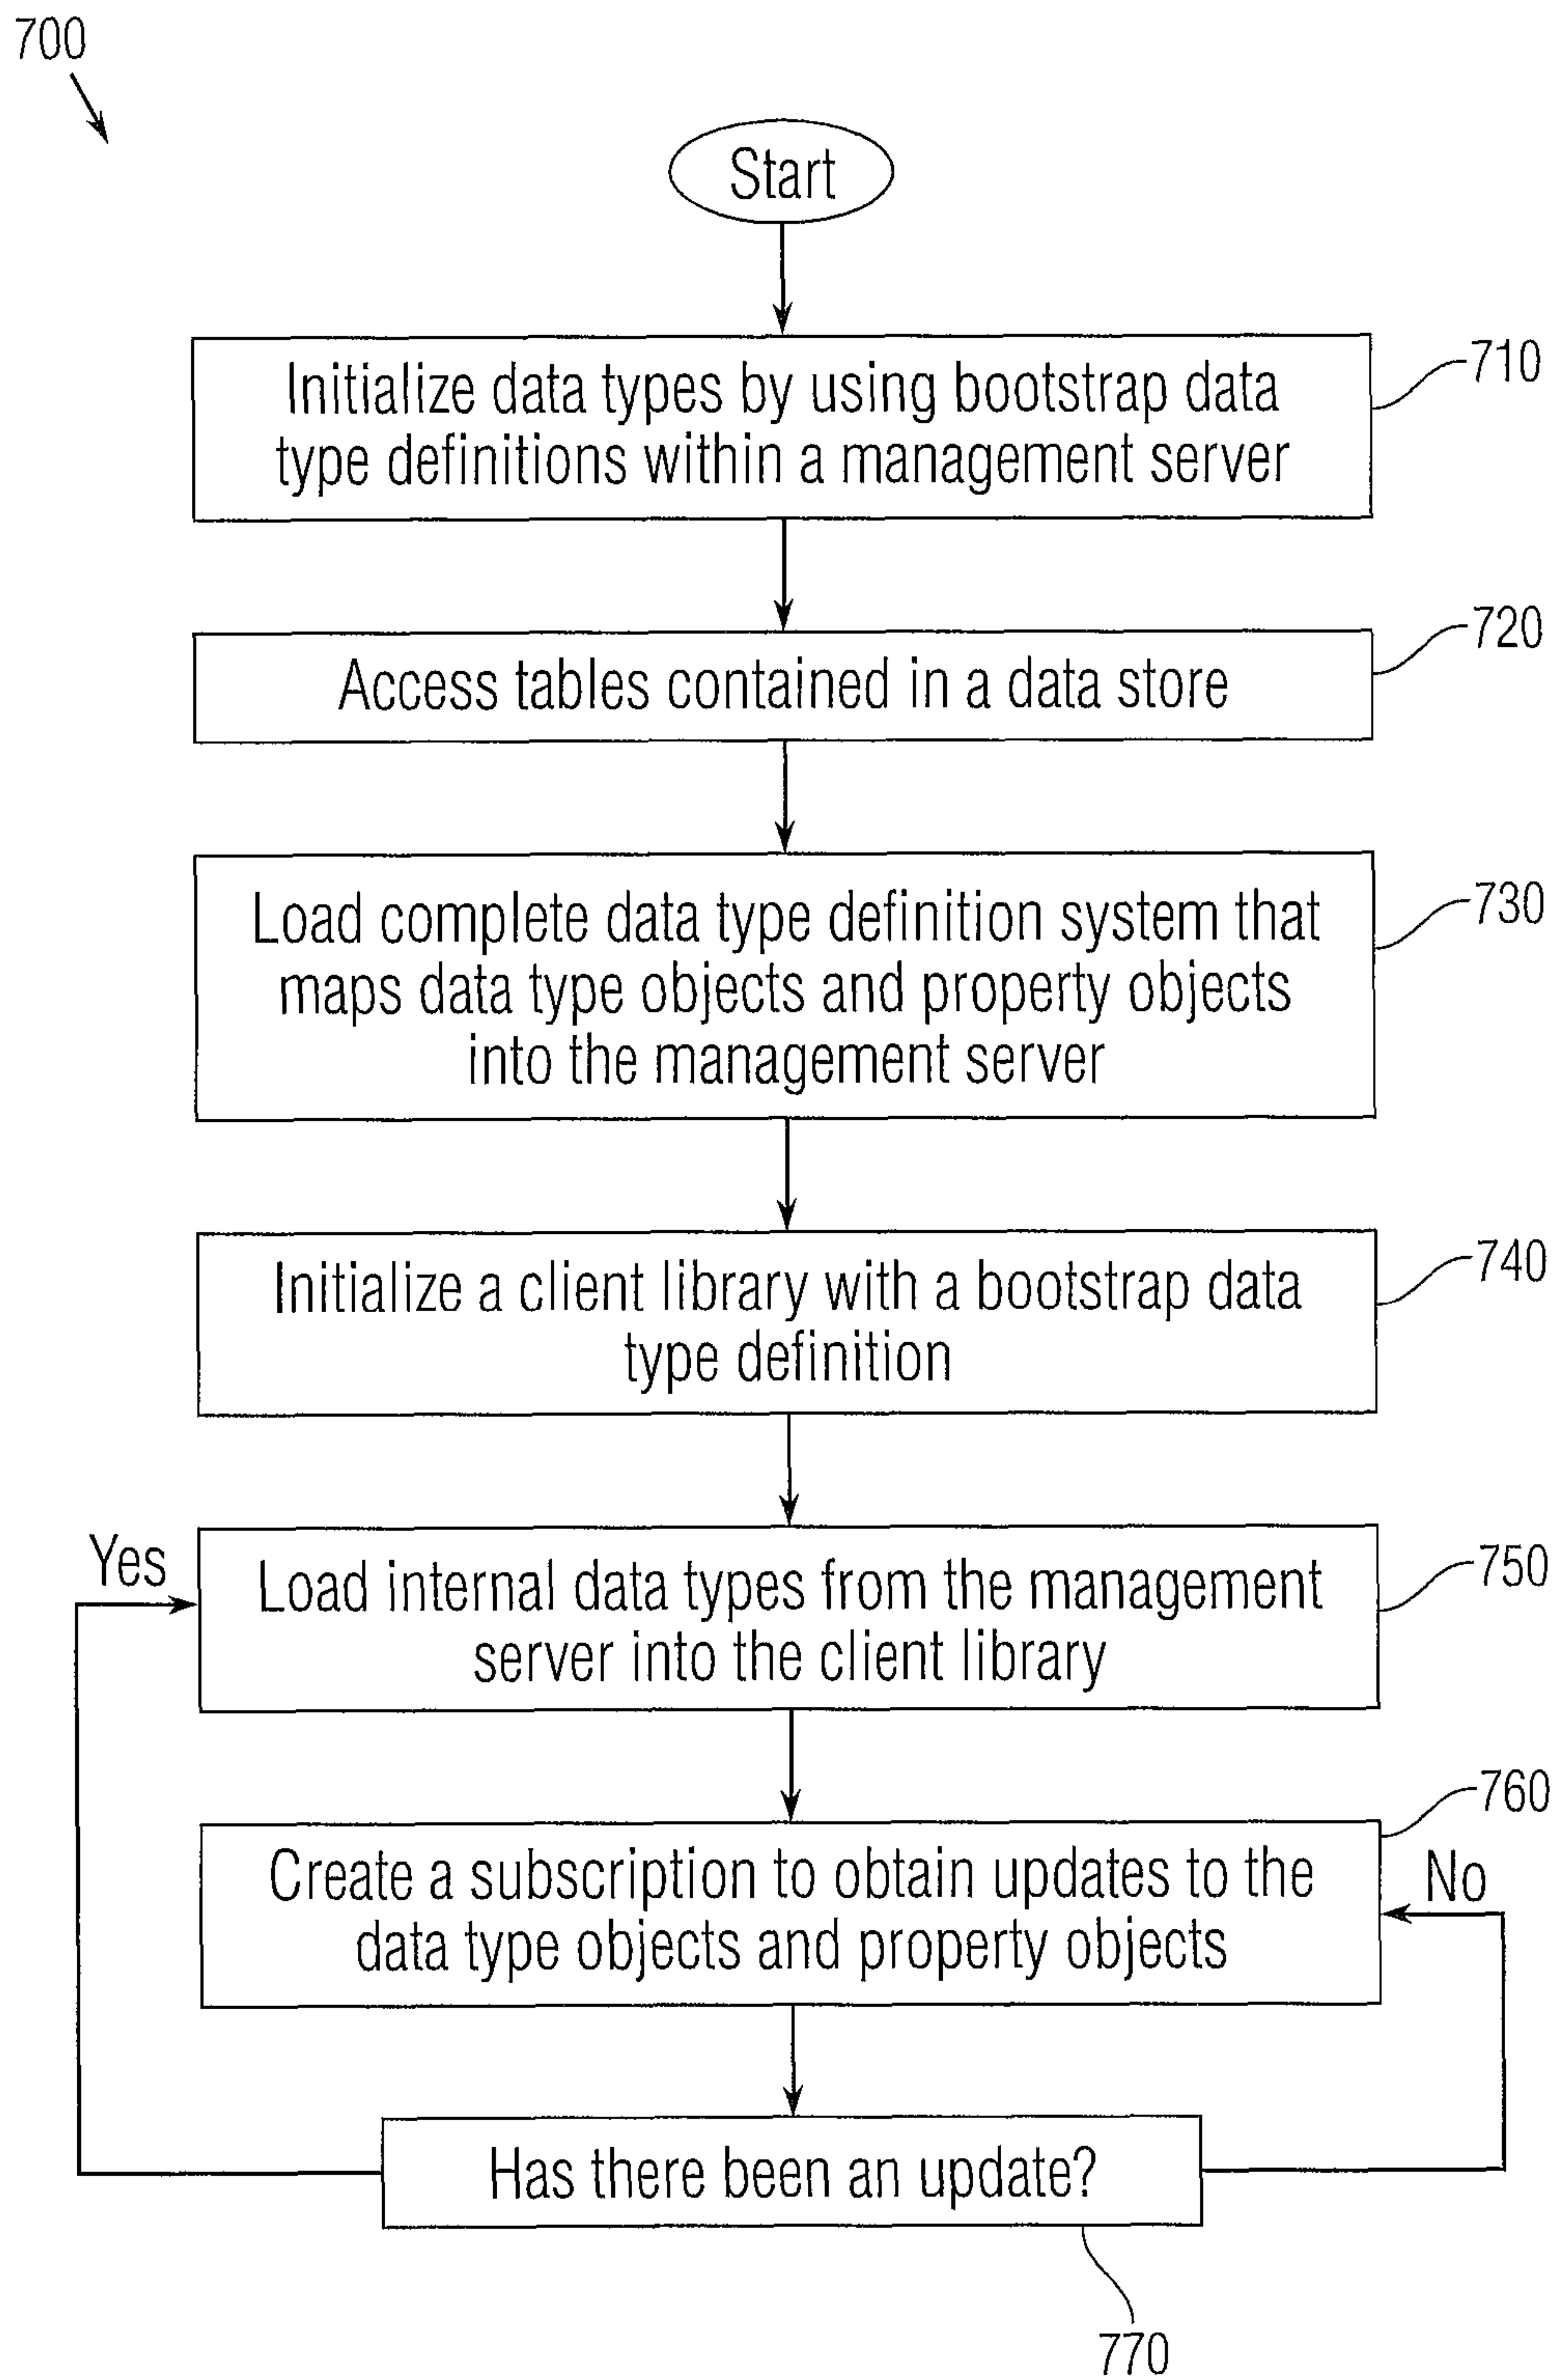 700
Start
Initialize data types by using bootstrap data
type definitions within a management server
710
Access tables contained in a data store
720
Load complete data type definition system that
maps data type objects and property objects
into the management server
730
Initialize a client library with a bootstrap data
type definition
740
Yes
Load internal data types from the management
server into the client library
750
Create a subscription to obtain updates to the
data type objects and property objects
760
No
Has there been an update?
770